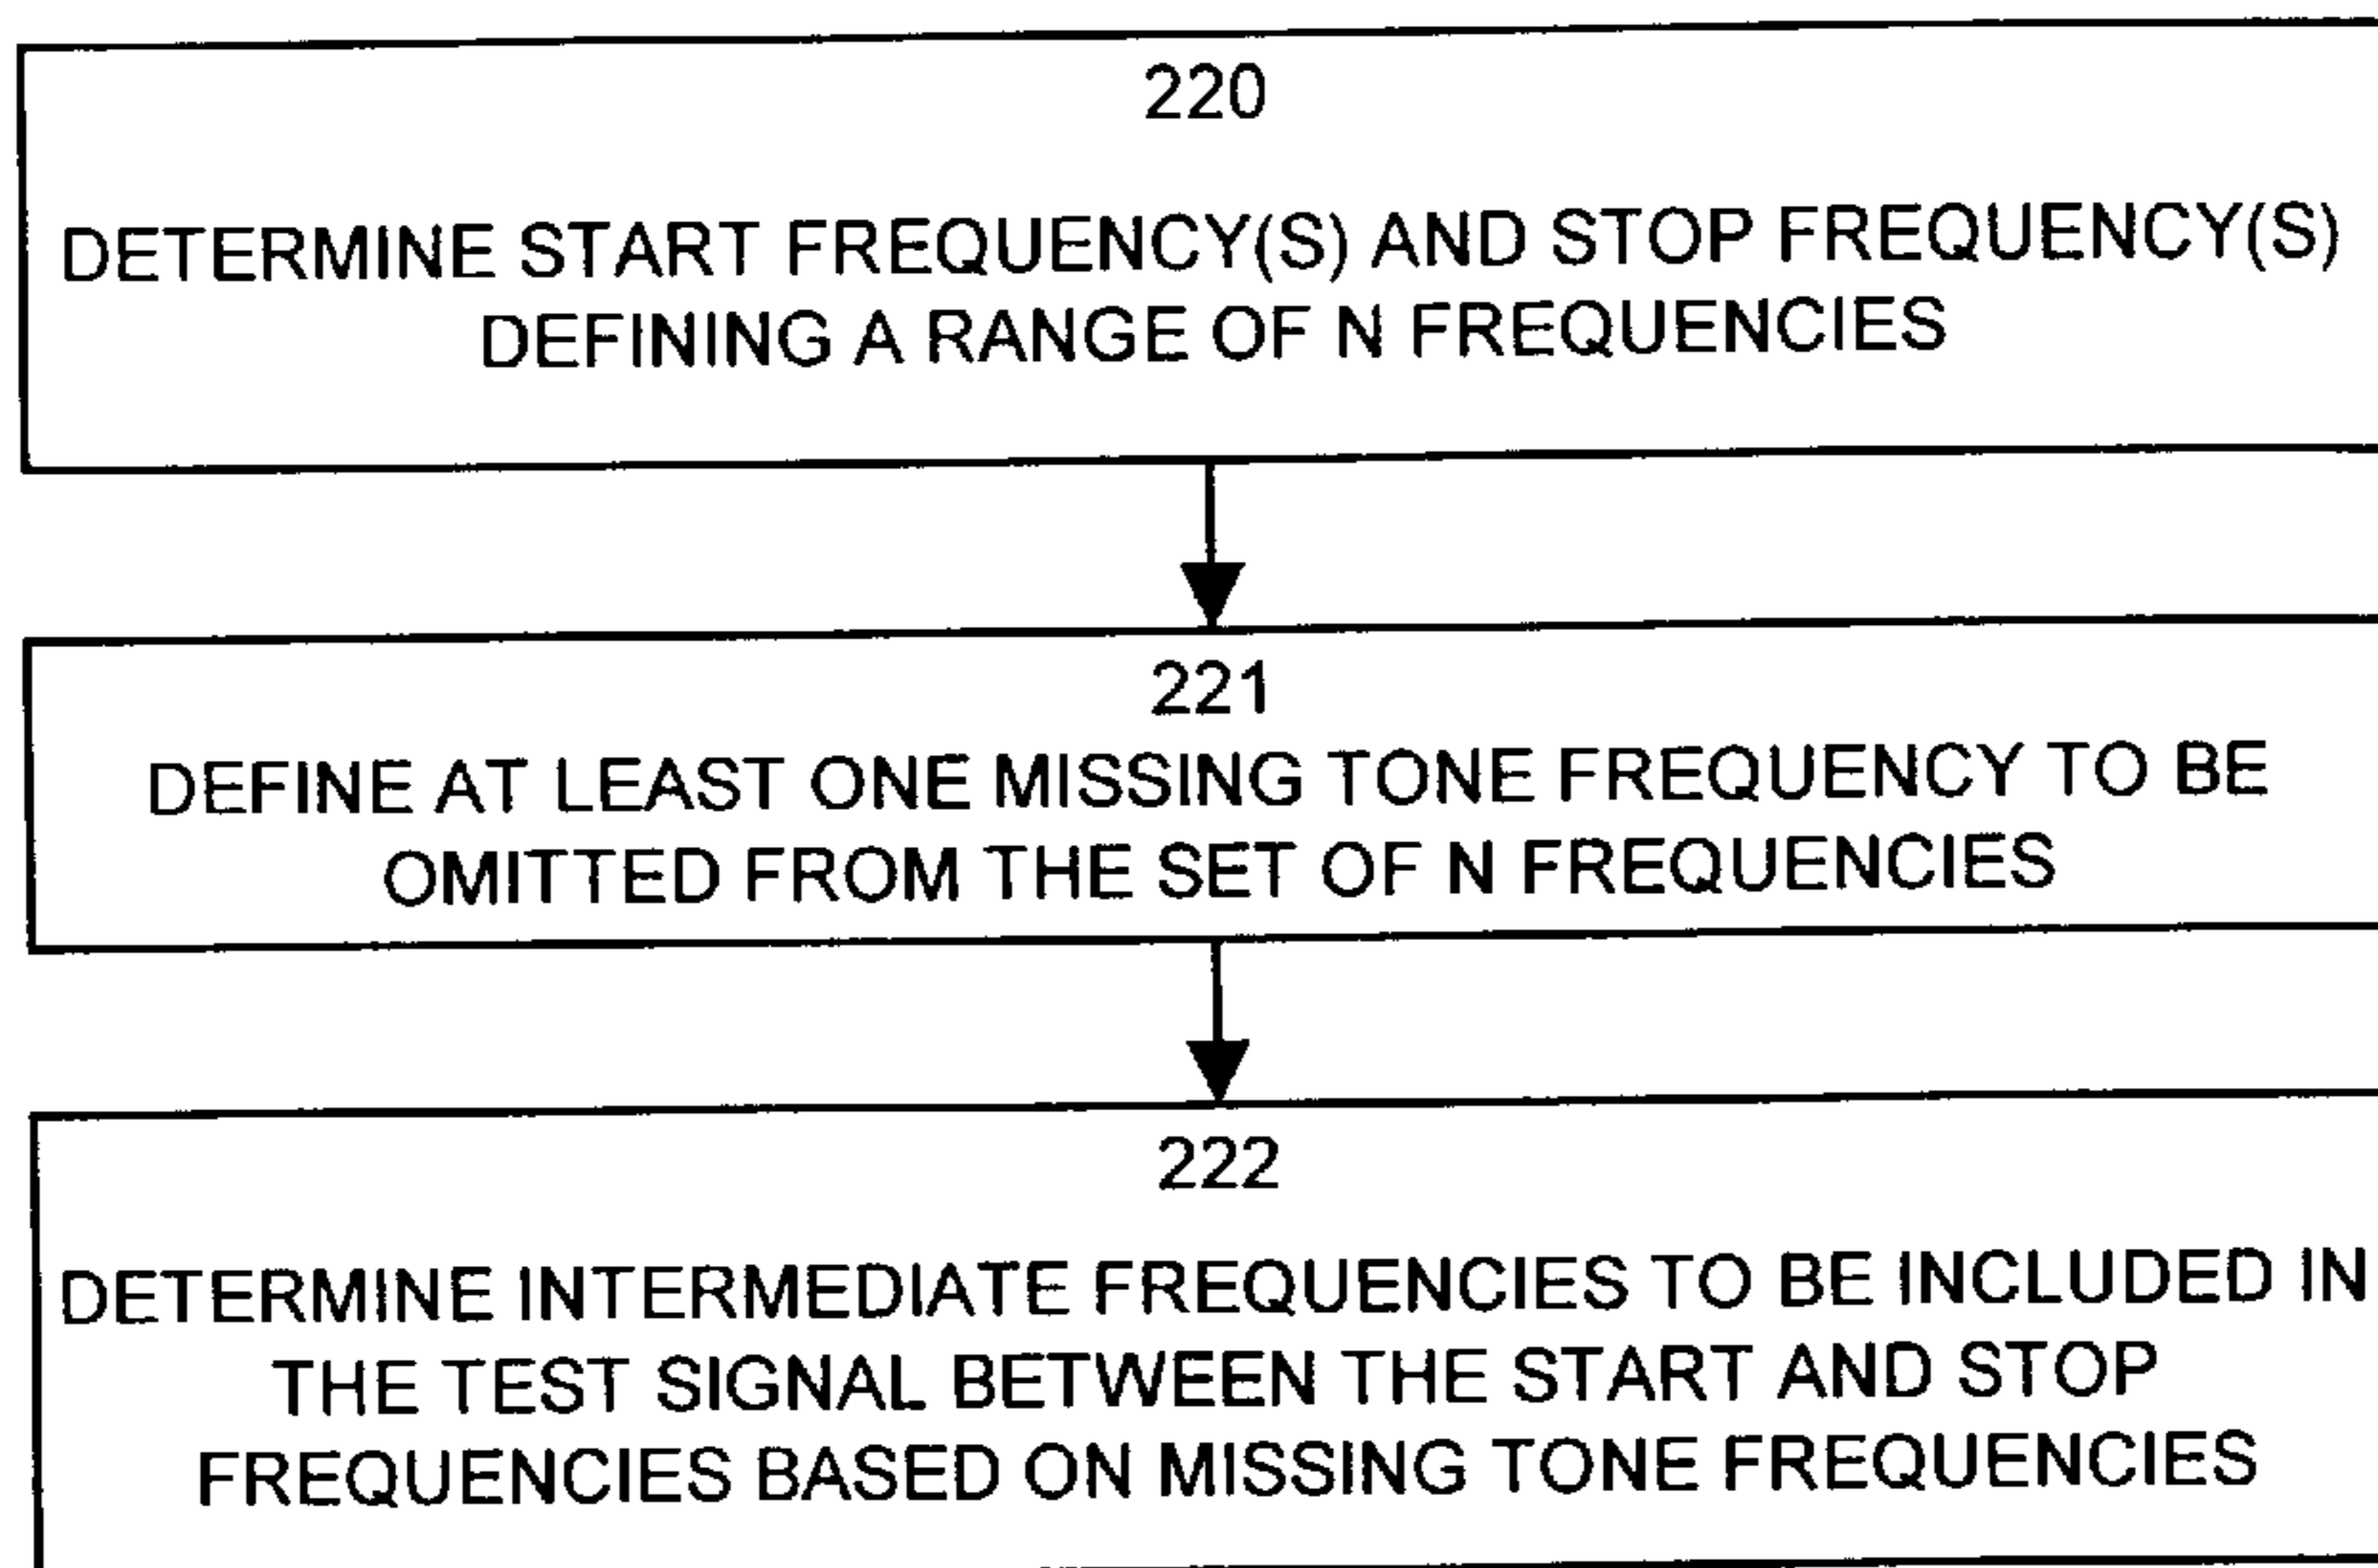 220
DETERMINE START FREQUENCY(S) AND STOP FREQUENCY(S)
DEFINING A RANGE OF N FREQUENCIES
221
DEFINE AT LEAST ONE MISSING TONE FREQUENCY TO BE
OMITTED FROM THE SET OF N FREQUENCIES
222
DETERMINE INTERMEDIATE FREQUENCIES TO BE INCLUDED IN
THE TEST SIGNAL BETWEEN THE START AND STOP
FREQUENCIES BASED ON MISSING TONE FREQUENCIES